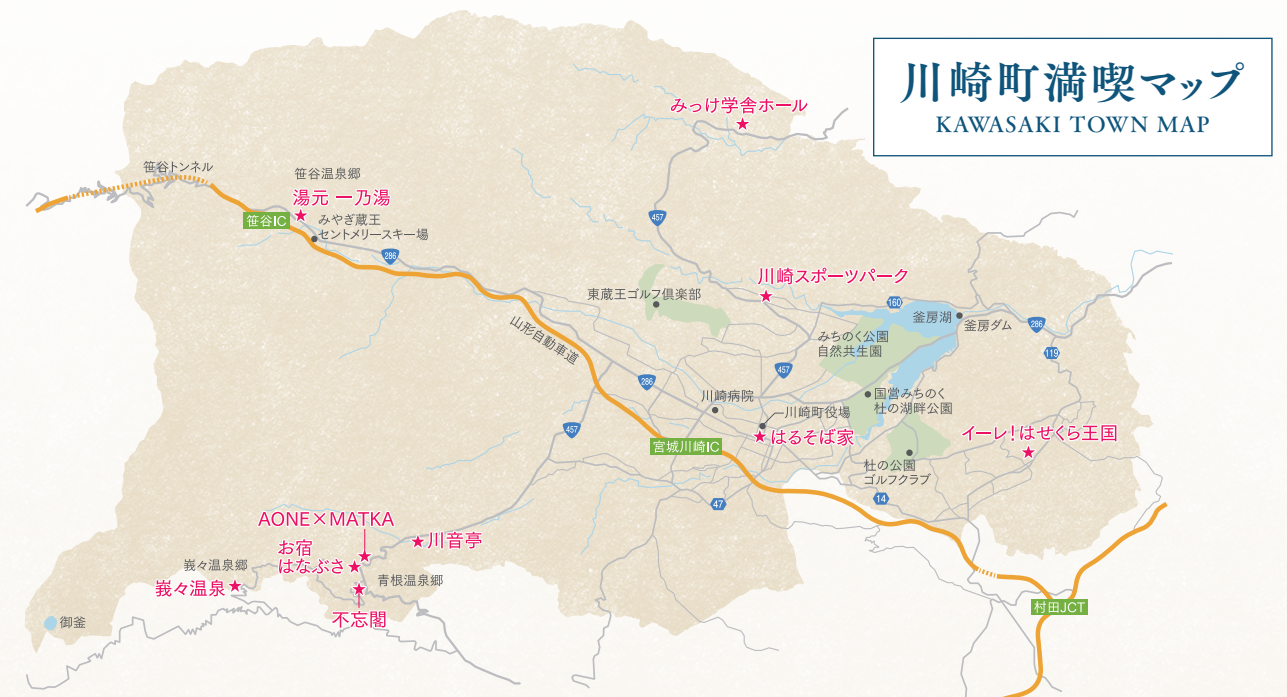 川崎町満喫マップ
KAWASAKI TOWN MAP
みっけ学舎ホール
笹谷トンネル
笹谷温泉郷
湯元 一乃湯
笹谷IC
みやぎ蔵王
セントメリースキー場
286
457
川崎スポーツパーク
東蔵王ゴルフ倶楽部
160
釜房湖
釜房ダム
286
119
山形自動車道
みちのく公園
自然共生園
457
286
川崎病院
国営みちのく
杜の湖畔公園
川崎町役場
はるそば家
イーレ!はせくら王国
457
宮城川崎IC
杜の公園
ゴルフクラブ
47
14
AONE×MATKA
川音亭
お宿
はなぶさ
峩々温泉郷
峩々温泉
青根温泉郷
不忘閣
御釜
村田JCT